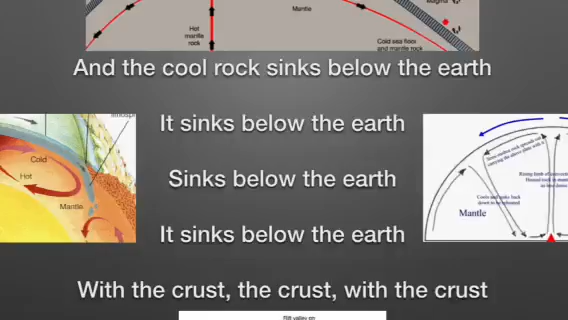 Magma
Mantle
Hot
mantle
rock
Cold sea floor
and mantle rock
And the cool rock sinks below the earth
It sinks below the earth
Cold
Hot
Mantle
Sinks below the earth
Mantle
It sinks below the earth
With the crust, the crust, with the crust
Rift valley on